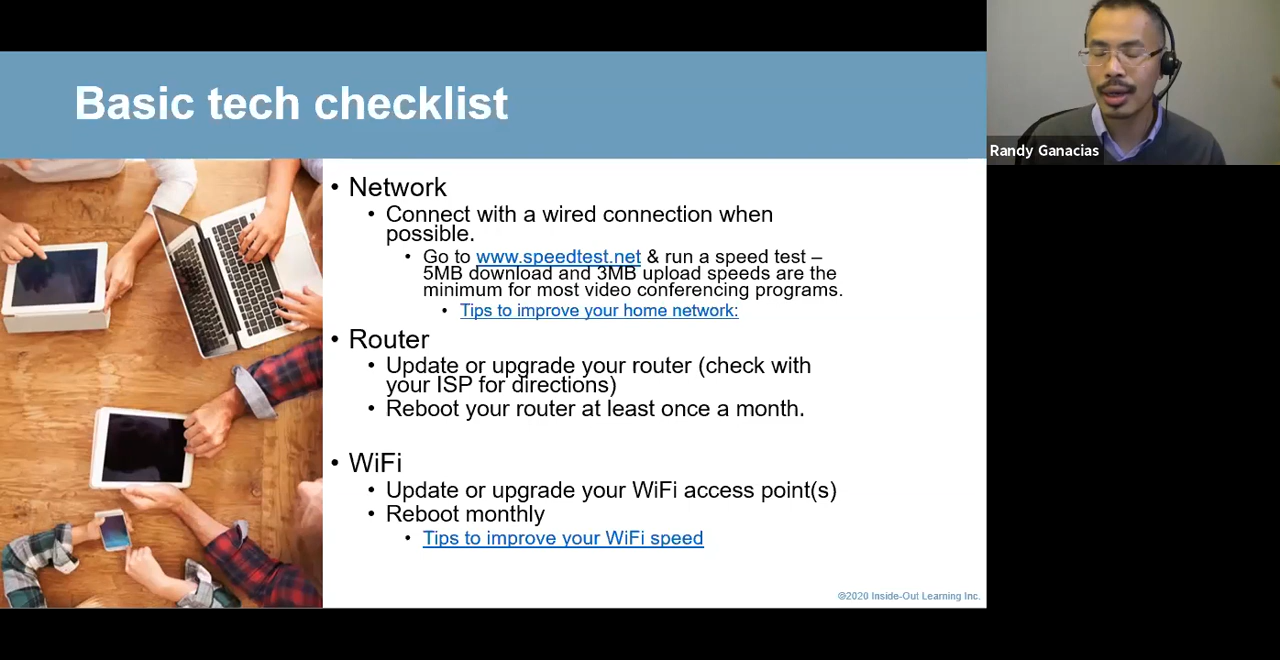 Basic tech checklist
Randy Ganacias
• Network
• Connect with a wired connection when
possible.
• Go to www.speedtest.net & run a speed test –
5MB download and 3MB upload speeds are the
minimum for most video conferencing programs.
• Tips to improve your home network:
• Router
• Update or upgrade your router (check with
your ISP for directions)
• Reboot your router at least once a month.
• WiFi
• Update or upgrade your WiFi access point(s)
• Reboot monthly
• Tips to improve your WiFi speed
©2020 Inside-Out Learning Inc.